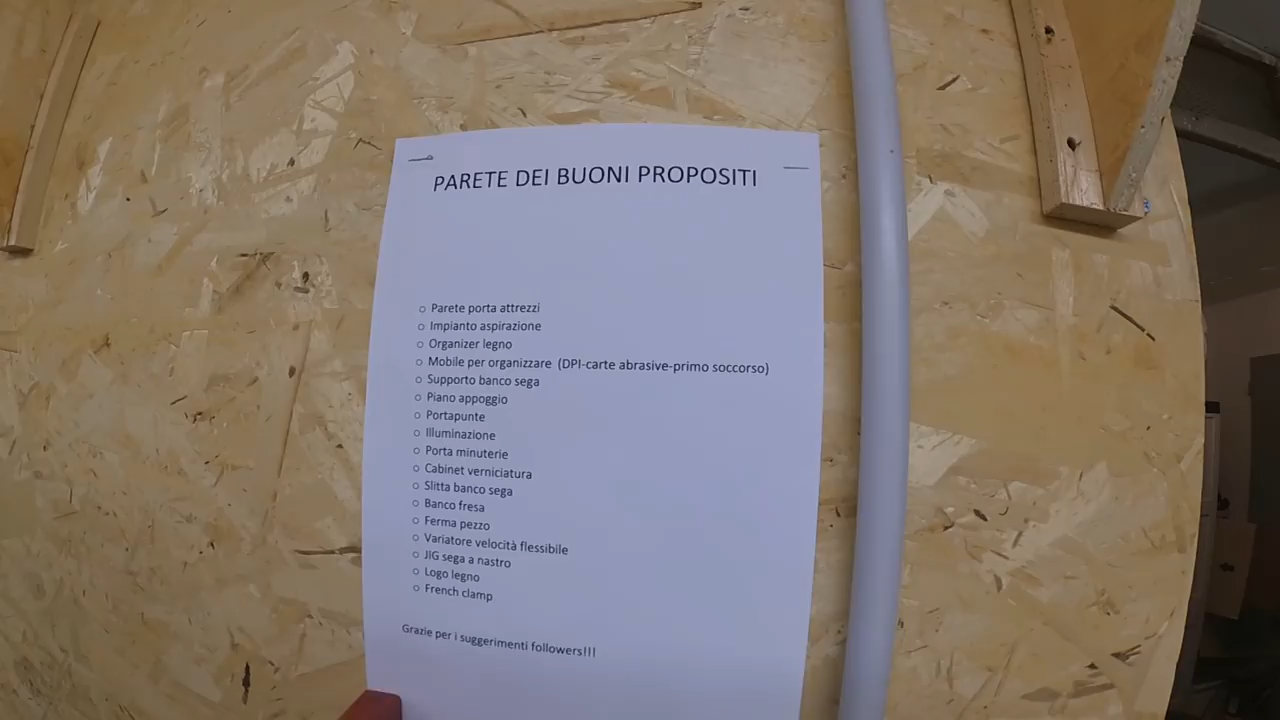 PARETE DEI BUONI PROPOSITI
○ Parete porta attrezzi
○ Impianto aspirazione
○ Organizer legno
○ Mobile per organizzare (DPI-carte abrasive-primo soccorso)
○ Supporto banco sega
○ Piano appoggio
○ Portapunte
○ Illuminazione
○ Porta minuterie
○ Cabinet verniciatura
○ Slitta banco sega
○ Banco fresa
○ Ferma pezzo
○ Variatore velocità flessibile
○ JIG sega a nastro
○ Logo legno
○ French clamp
Grazie per i suggerimenti followers!!!